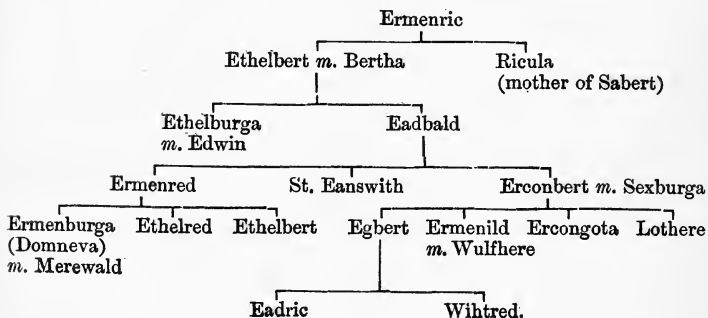 Ermenric
Ethelbert m. Bertha Ricula
(mother of Sabert)
Ethelburga Eadbald
m. Edwin
Ermenred St. Eanswith Erconbert m. Sexburga
Ermenburga Ethelred Ethelbert Egbert Ermenild Ercongota Lothere
(Domneva) m. Wulfhere
m. Merewald
Eadric Wihtred.